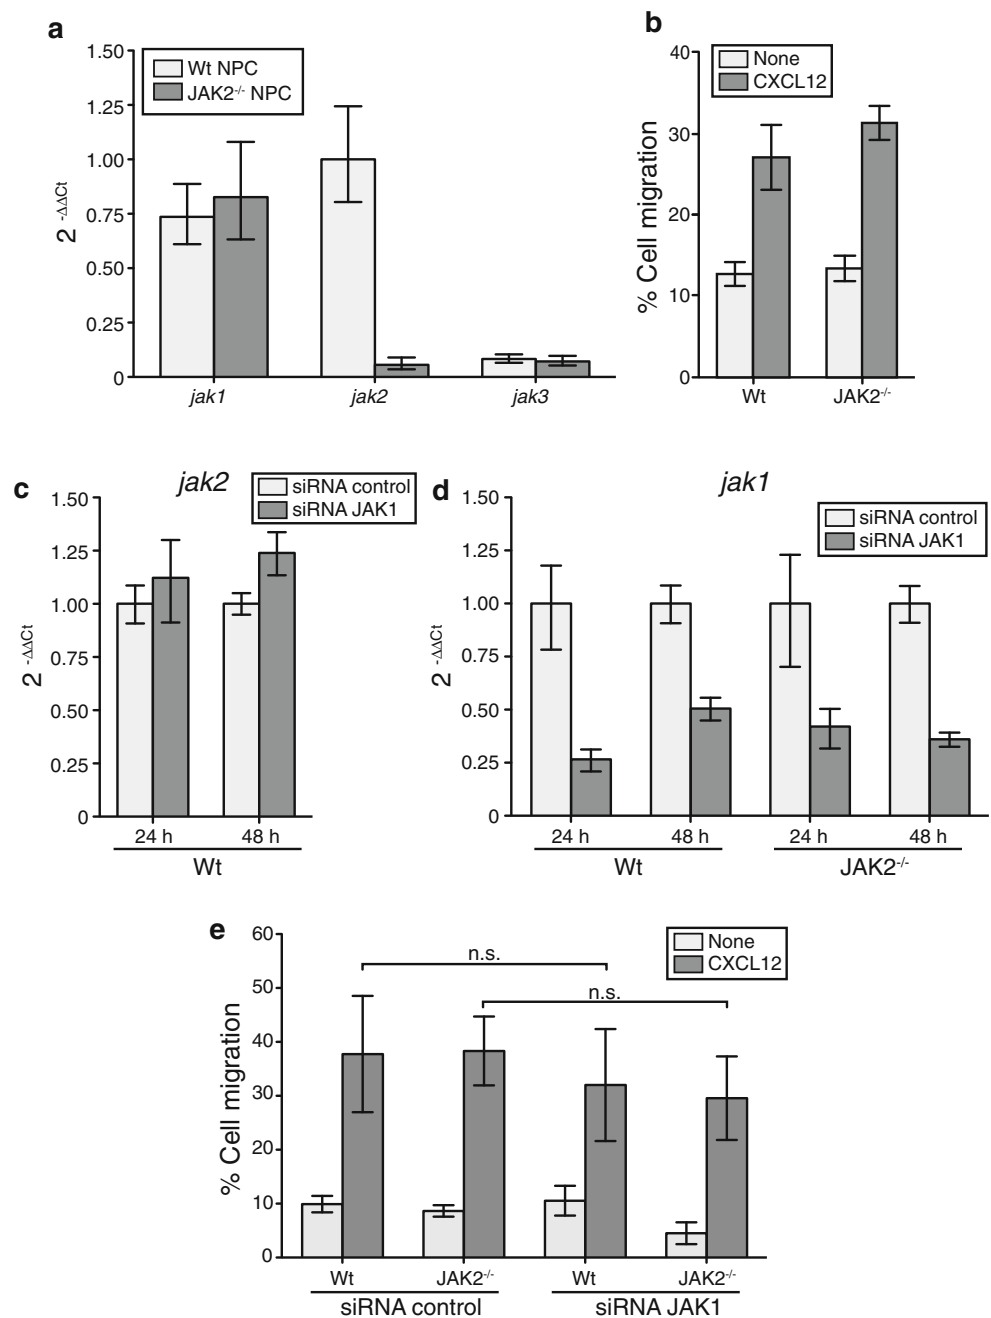 a
1.50
1.25
1.00
0.75
0.50
0.25
0
2 -ΔΔCt
Wt NPC
JAK2-/- NPC
jak1 jak2 jak3
b
40
30
20
10
0
% Cell migration
None
CXCL12
Wt JAK2-/-
c
jak2
siRNA control
siRNA JAK1
1.50
1.25
1.00
0.75
0.50
0.25
0
2 -ΔΔCt
24 h 48 h
Wt
d
jak1
siRNA control
siRNA JAK1
1.50
1.25
1.00
0.75
0.50
0.25
0
2 -ΔΔCt
24 h 48 h 24 h 48 h
Wt JAK2-/-
e
60
50
40
30
20
10
0
% Cell migration
None
CXCL12
n.s.
n.s.
Wt JAK2-/- Wt JAK2-/-
siRNA control siRNA JAK1